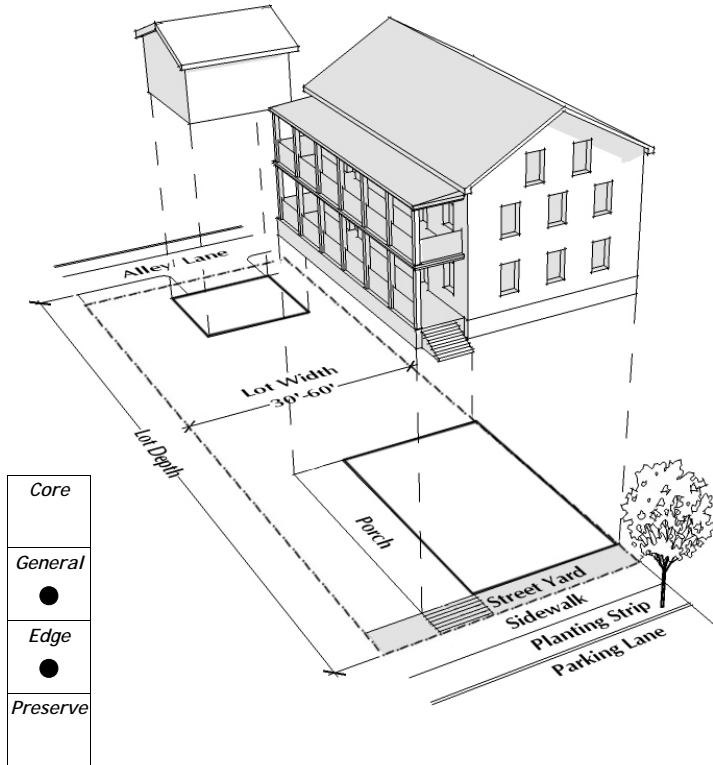 Alley/ Lane
Lot Width
30'-60'
Lot Depth
Porch
Street Yard
Sidewalk
Planting Strip
Parking Lane
Core
General
Edge
Preserve